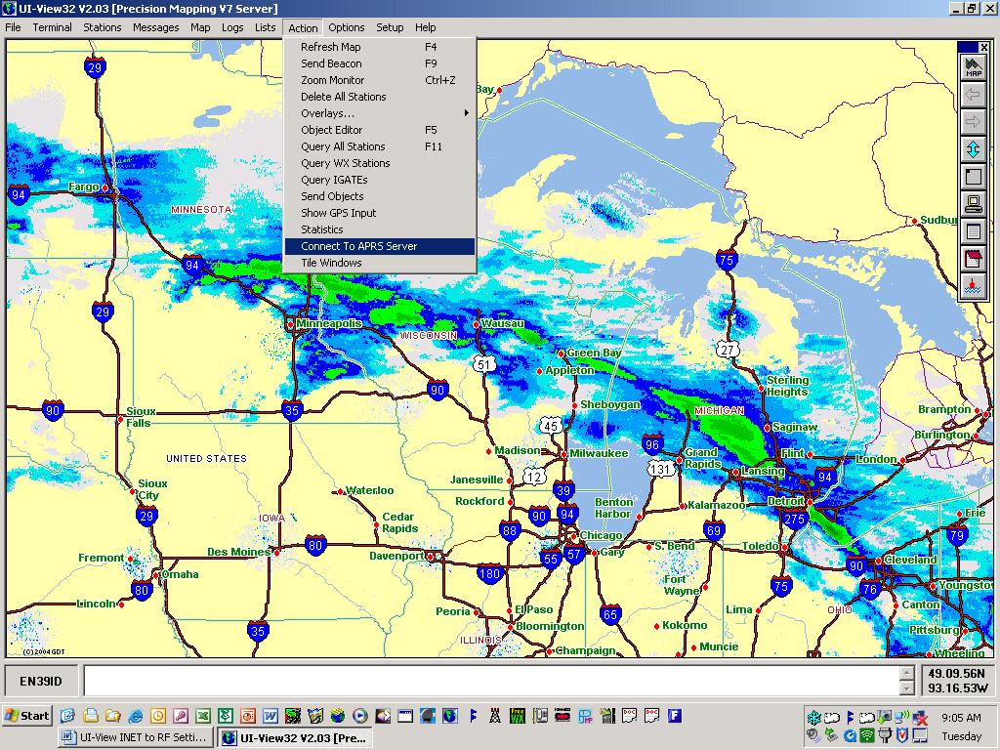 UI-View32 V2.03 [Precision Mapping V7 Server]
File Terminal Stations Messages Map Logs Lists Action Options Setup Help
Refresh Map F4
Send Beacon F9
Zoom Monitor Ctrl+Z
Delete All Stations
Overlays...
Object Editor F5
Query All Stations F11
Query WX Stations
Query IGATEs
Send Objects
Show GPS Input
Statistics
Connect To APRS Server
Tile Windows
MAP
29
Bay
94
Fargo
MINNESOTA
Sudbur
94
75
29
Minneapolis
WISCONSIN
Wausau
27
51
Green Bay
Appleton
Sterling
Heights
90
90
35
Sioux
Falls
Sheboygan
MICHIGAN
Brampton
45
Saginaw
Burlington
UNITED STATES
Madison
Milwaukee
96
Grand
Rapids
Flint
London
131
Lansing
94
12
Janesville
Sioux
City
Waterloo
39
Rockford
Benton
Harbor
Kalamazoo
Detroit
29
IOWA
Cedar
Rapids
90
94
275
Erie
88
Chicago
69
79
Des Moines
80
Davenport
55
57
Gary
S. Bend
Toledo
Fremont
Omaha
180
90
Cleveland
Fort
Wayne
75
76
Youngstow
80
Lincoln
Peoria
El Paso
65
Lima
OHIO
Canton
35
Bloomington
Kokomo
Pittsburg
ILLINOIS
Champaign
Muncie
Wheeling
(C)2004 GDT
EN39ID
49.09.56N
93.16.53W
Start
9:05 AM
UI-View INET to RF Setti...
UI-View32 V2.03 [Pre...
Tuesday